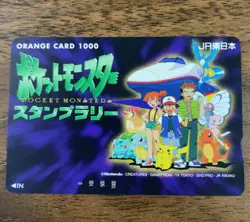 ORANGE CARD 1000
JR東日本
ポケットモンスター
POCKET MONSTERS
スタンプラリー
©Nintendo・CREATURES・GAME FREAK・TV TOKYO・SHO-PRO・JR KIKAKU
◀IN